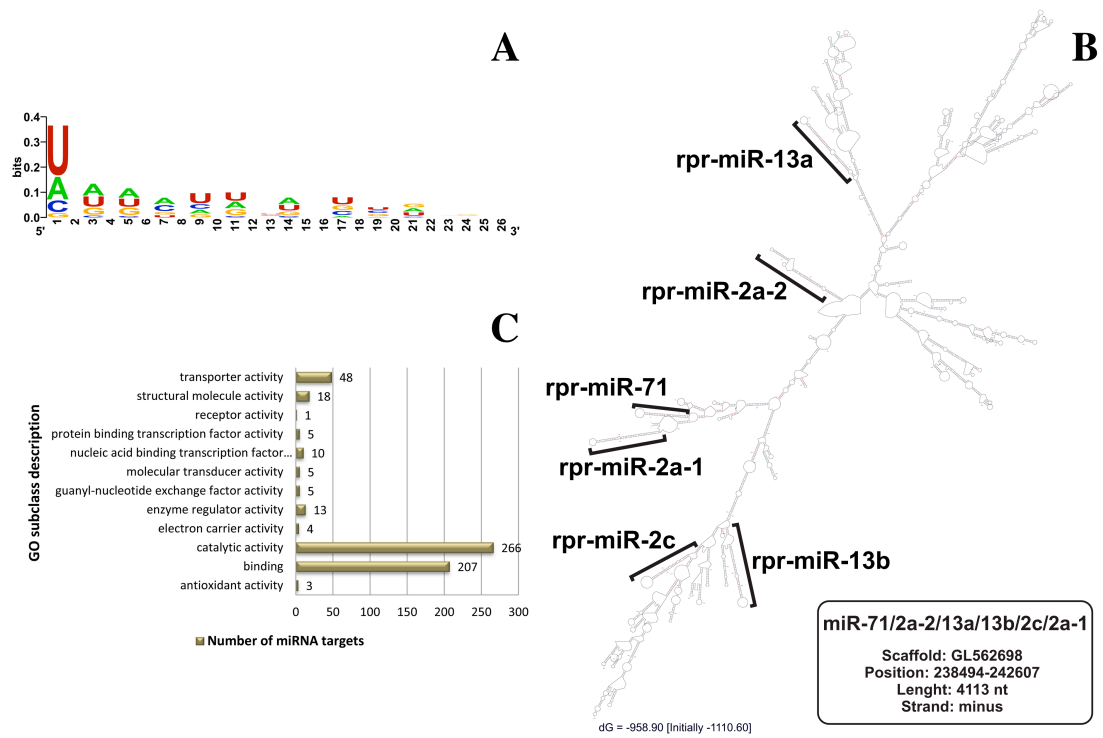 A
0.4
0.3
0.2
0.1
0.0
bits
U
A
C
G
5'
1 2 3 4 5 6 7 8 9 10 11 12 13 14 15 16 17 18 19 20 21 22 23 24 25 26
3'
B
rpr-miR-13a
rpr-miR-2a-2
rpr-miR-71
rpr-miR-2a-1
rpr-miR-2c
rpr-miR-13b
miR-71/2a-2/13a/13b/2c/2a-1
Scaffold: GL562698
Position: 238494-242607
Lenght: 4113 nt
Strand: minus
dG = -958.90 [Initially -1110.60]
C
GO subclass description
transporter activity 48
structural molecule activity 18
receptor activity 1
protein binding transcription factor activity 5
nucleic acid binding transcription factor... 10
molecular transducer activity 5
guanyl-nucleotide exchange factor activity 5
enzyme regulator activity 13
electron carrier activity 4
catalytic activity 266
binding 207
antioxidant activity 3
0 50 100 150 200 250 300
Number of miRNA targets